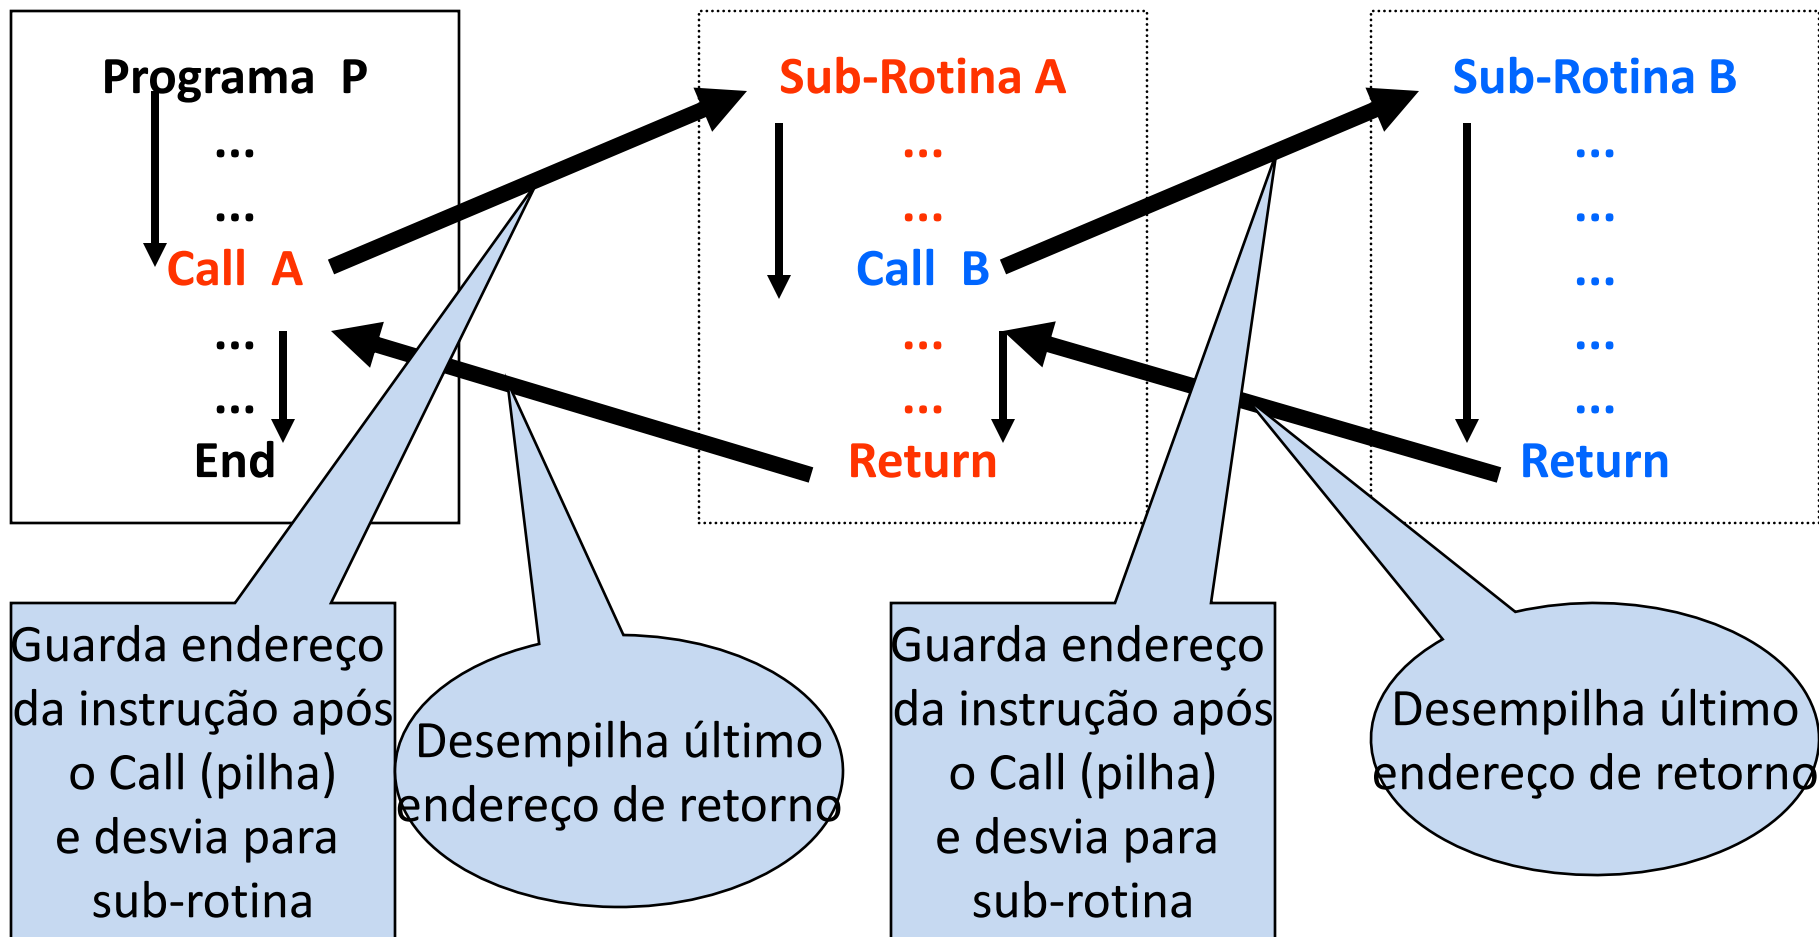 Programa P
...
...
Call A
...
...
End
Sub-Rotina A
...
...
Call B
...
...
Return
Sub-Rotina B
...
...
...
...
...
Return
Guarda endereço
da instrução após
o Call (pilha)
e desvia para
sub-rotina
Desempilha último
endereço de retorno
Guarda endereço
da instrução após
o Call (pilha)
e desvia para
sub-rotina
Desempilha último
endereço de retorno